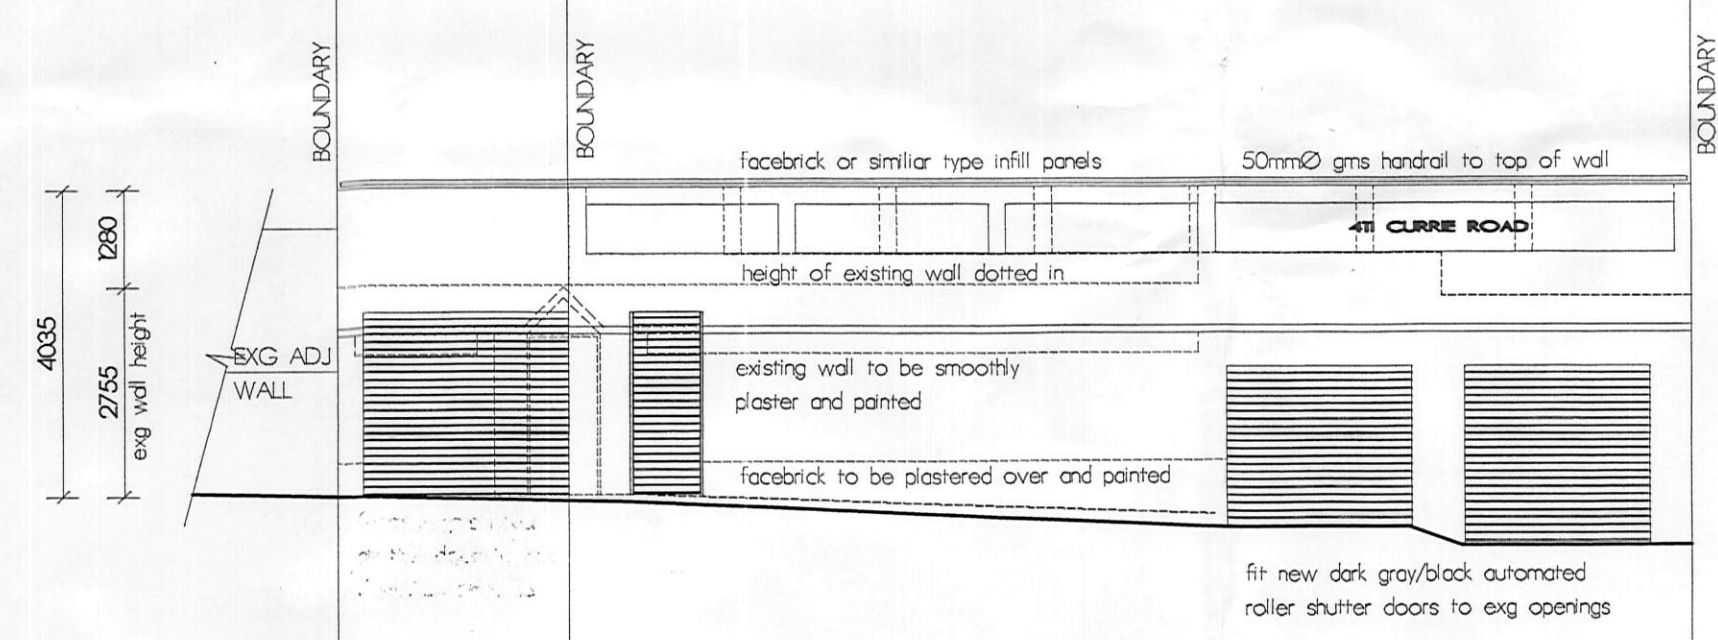 BOUNDARY
BOUNDARY
BOUNDARY
facebrick or similiar type infill panels
50mmØ gms handrail to top of wall
1280
411 CURRIE ROAD
height of existing wall dotted in
4035
2755
exg wall height
EXG ADJ
WALL
existing wall to be smoothly
plaster and painted
facebrick to be plastered over and painted
fit new dark gray/black automated
roller shutter doors to exg openings